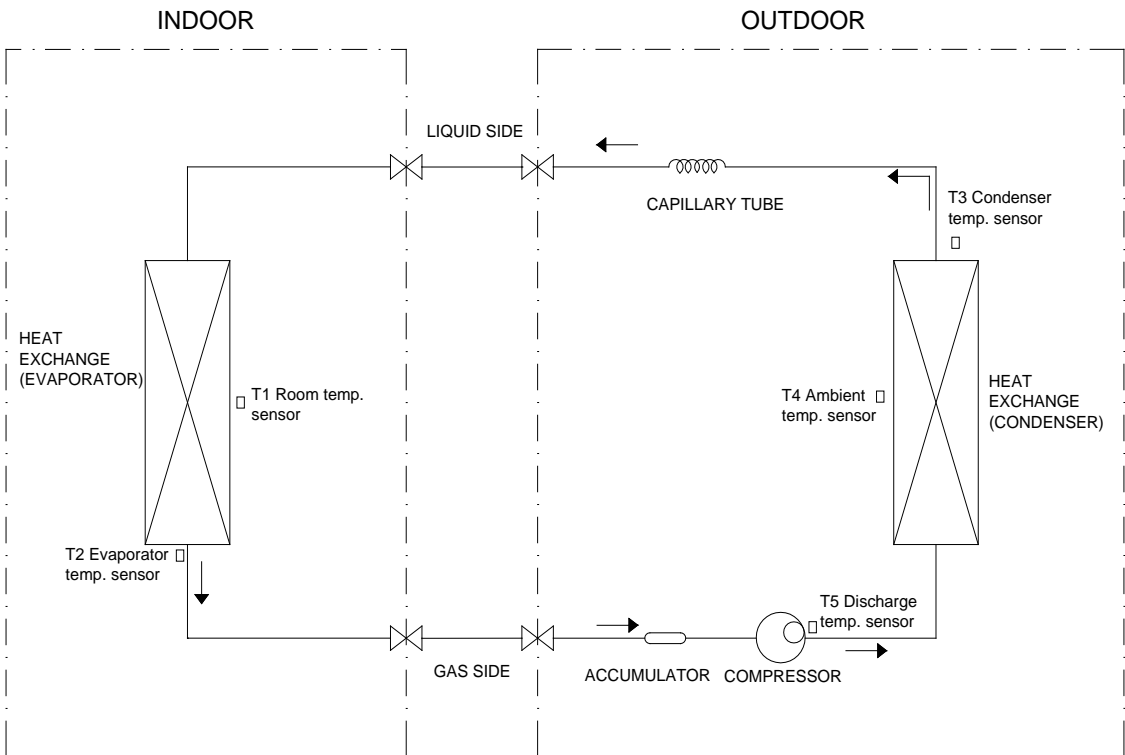 INDOOR
OUTDOOR
LIQUID SIDE
CAPILLARY TUBE
T3 Condenser
temp. sensor
HEAT
EXCHANGE
(EVAPORATOR)
T1 Room temp.
sensor
T4 Ambient
temp. sensor
HEAT
EXCHANGE
(CONDENSER)
T2 Evaporator
temp. sensor
T5 Discharge
temp. sensor
GAS SIDE
ACCUMULATOR
COMPRESSOR